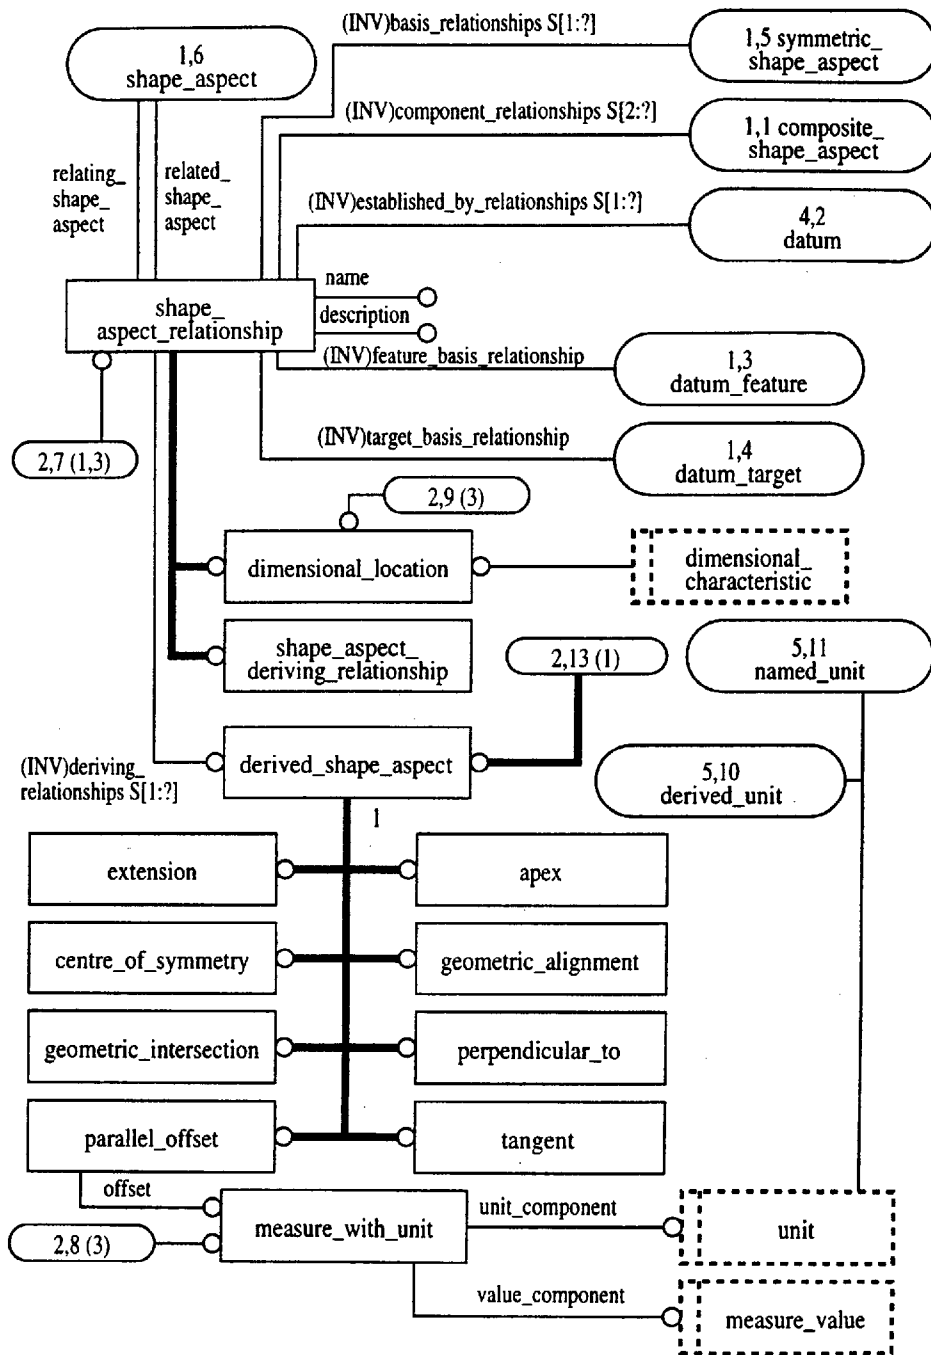 1,6
shape_aspect
(INV)basis_relationships S[1:?]
1,5 symmetric_
shape_aspect
(INV)component_relationships S[2:?]
1,1 composite_
shape_aspect
relating_
shape_
aspect
related_
shape_
aspect
(INV)established_by_relationships S[1:?]
4,2
datum
name
description
shape_
aspect_relationship
(INV)feature_basis_relationship
1,3
datum_feature
2,7 (1,3)
(INV)target_basis_relationship
1,4
datum_target
2,9 (3)
dimensional_location
dimensional_
characteristic
shape_aspect_
deriving_relationship
2,13 (1)
5,11
named_unit
(INV)deriving_
relationships S[1:?]
derived_shape_aspect
5,10
derived_unit
1
extension
apex
centre_of_symmetry
geometric_alignment
geometric_intersection
perpendicular_to
parallel_offset
tangent
offset
2,8 (3)
measure_with_unit
unit_component
unit
value_component
measure_value